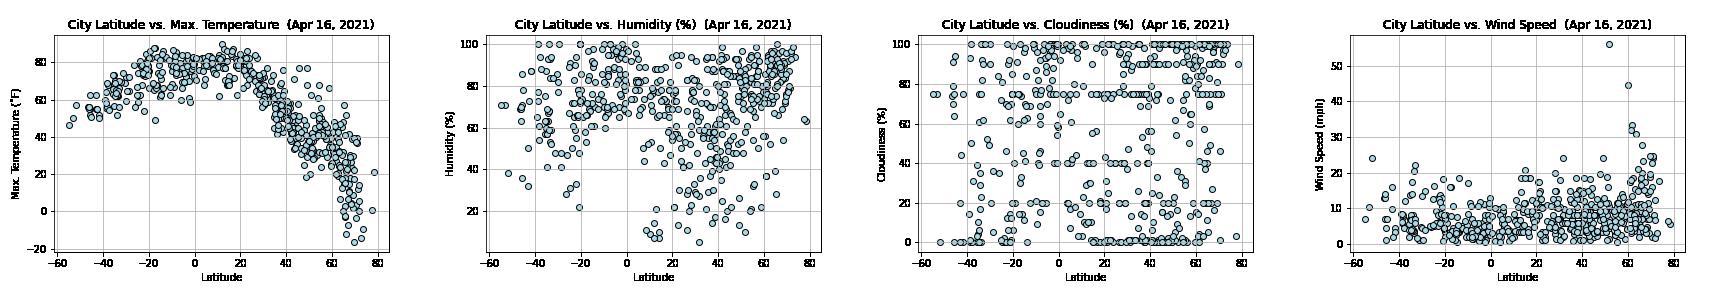 City Latitude vs. Max. Temperature (Apr 16, 2021)
80
60
40
20
0
−20
Max. Temperature (°F)
−60 −40 −20 0 20 40 60 80
Latitude
City Latitude vs. Humidity (%) (Apr 16, 2021)
100
80
60
40
20
Humidity (%)
−60 −40 −20 0 20 40 60 80
Latitude
City Latitude vs. Cloudiness (%) (Apr 16, 2021)
100
80
60
40
20
0
Cloudiness (%)
−60 −40 −20 0 20 40 60 80
Latitude
City Latitude vs. Wind Speed (Apr 16, 2021)
50
40
30
20
10
0
Wind Speed (mph)
−60 −40 −20 0 20 40 60 80
Latitude